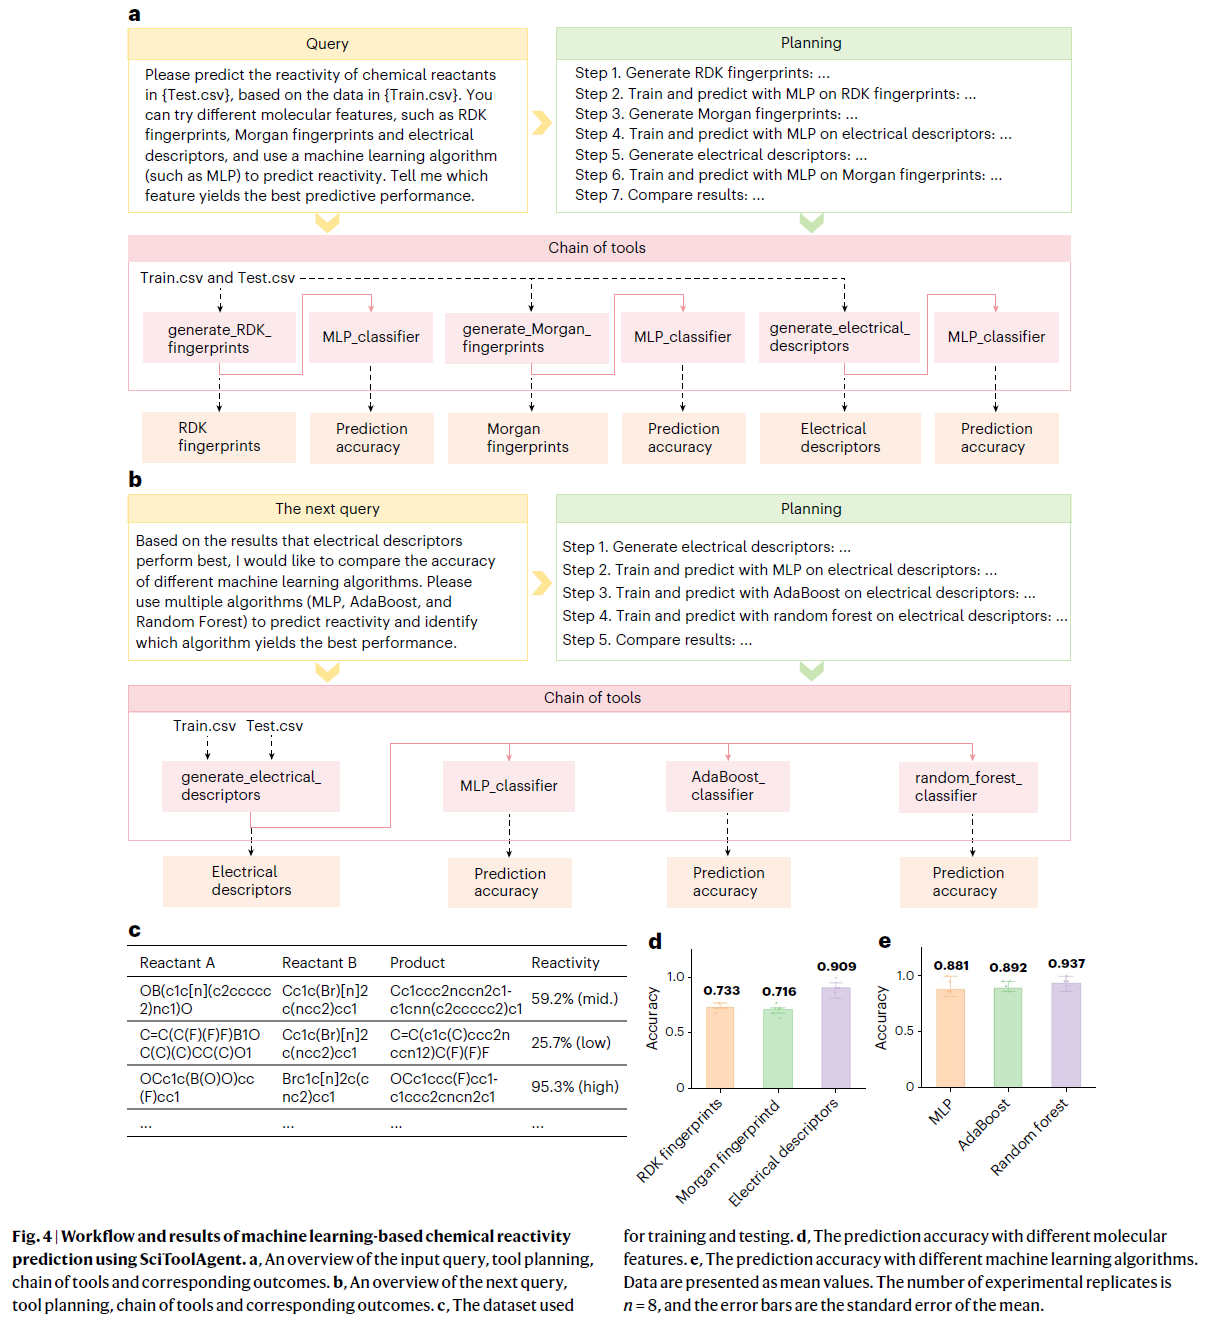 a
Query
Please predict the reactivity of chemical reactants
in {Test.csv}, based on the data in {Train.csv}. You
can try different molecular features, such as RDK
fingerprints, Morgan fingerprints and electrical
descriptors, and use a machine learning algorithm
(such as MLP) to predict reactivity. Tell me which
feature yields the best predictive performance.
Planning
Step 1. Generate RDK fingerprints: ...
Step 2. Train and predict with MLP on RDK fingerprints: ...
Step 3. Generate Morgan fingerprints: ...
Step 4. Train and predict with MLP on electrical descriptors: ...
Step 5. Generate electrical descriptors: ...
Step 6. Train and predict with MLP on Morgan fingerprints: ...
Step 7. Compare results: ...
Chain of tools
Train.csv and Test.csv
generate_RDK_
fingerprints
MLP_classifier
generate_Morgan_
fingerprints
MLP_classifier
generate_electrical_
descriptors
MLP_classifier
RDK
fingerprints
Prediction
accuracy
Morgan
fingerprints
Prediction
accuracy
Electrical
descriptors
Prediction
accuracy
b
The next query
Based on the results that electrical descriptors
perform best, I would like to compare the accuracy
of different machine learning algorithms. Please
use multiple algorithms (MLP, AdaBoost, and
Random Forest) to predict reactivity and identify
which algorithm yields the best performance.
Planning
Step 1. Generate electrical descriptors: ...
Step 2. Train and predict with MLP on electrical descriptors: ...
Step 3. Train and predict with AdaBoost on electrical descriptors: ...
Step 4. Train and predict with random forest on electrical descriptors: ...
Step 5. Compare results: ...
Chain of tools
Train.csv Test.csv
generate_electrical_
descriptors
MLP_classifier
AdaBoost_
classifier
random_forest_
classifier
Electrical
descriptors
Prediction
accuracy
Prediction
accuracy
Prediction
accuracy
c
Reactant A Reactant B Product Reactivity
OB(c1c[n](c2ccccc Cc1c(Br)[n]2 Cc1ccc2nccn2c1- 59.2% (mid.)
2)nc1)O c(ncc2)cc1 c1cnn(c2ccccc2)c1
C=C(C(F)(F)F)B1O Cc1c(Br)[n]2 C=C(c1c(C)ccc2n 25.7% (low)
C(C)(C)CC(C)O1 c(ncc2)cc1 ccn12)C(F)(F)F
OCc1c(B(O)O)cc Brc1c[n]2c(c OCc1ccc(F)cc1- 95.3% (high)
(F)cc1 nc2)cc1 c1ccc2cncn2c1
... ... ... ...
d
Accuracy
1.0
0.5
0
0.733
0.716
0.909
RDK fingerprints
Morgan fingerprintd
Electrical descriptors
e
Accuracy
1.0
0.5
0
0.881
0.892
0.937
MLP
AdaBoost
Random forest
Fig. 4 | Workflow and results of machine learning-based chemical reactivity
prediction using SciToolAgent. a, An overview of the input query, tool planning,
chain of tools and corresponding outcomes. b, An overview of the next query,
tool planning, chain of tools and corresponding outcomes. c, The dataset used
for training and testing. d, The prediction accuracy with different molecular
features. e, The prediction accuracy with different machine learning algorithms.
Data are presented as mean values. The number of experimental replicates is
n = 8, and the error bars are the standard error of the mean.